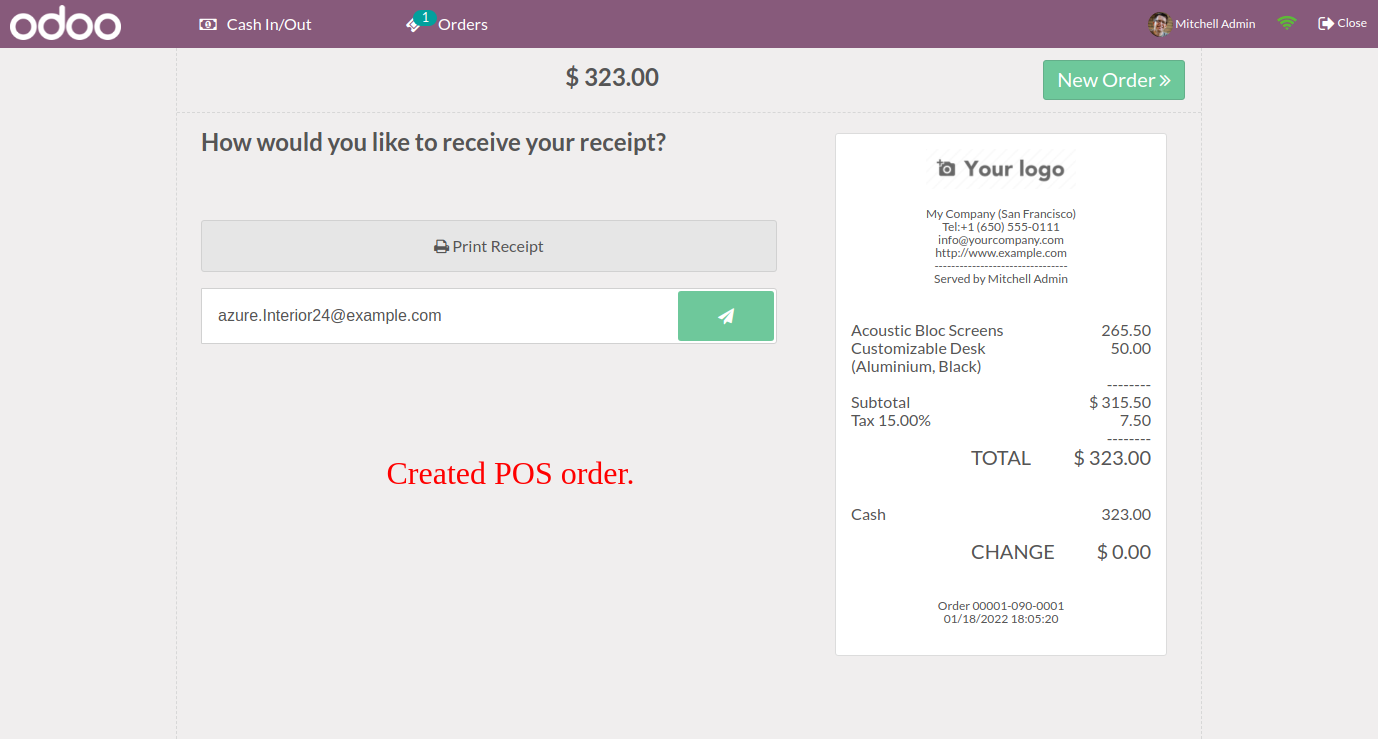 odoo
Cash In/Out
1
Orders
Mitchell Admin
Close
$ 323.00
New Order »
How would you like to receive your receipt?
Print Receipt
azure.Interior24@example.com
Created POS order.
Your logo
My Company (San Francisco)
Tel:+1 (650) 555-0111
info@yourcompany.com
http://www.example.com
--------------------------------
Served by Mitchell Admin
Acoustic Bloc Screens 265.50
Customizable Desk 50.00
(Aluminium, Black)
--------
Subtotal $ 315.50
Tax 15.00% 7.50
--------
TOTAL $ 323.00
Cash 323.00
CHANGE $ 0.00
Order 00001-090-0001
01/18/2022 18:05:20